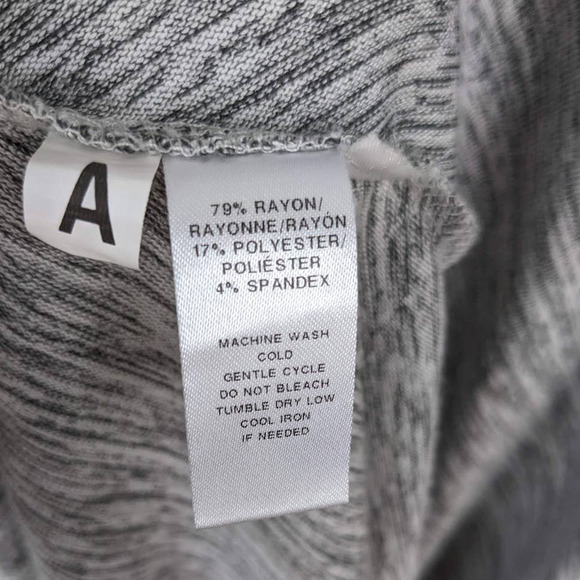 A
79% RAYON/
RAYONNE/RAYÓN
17% POLYESTER/
POLIÉSTER
4% SPANDEX
MACHINE WASH
COLD
GENTLE CYCLE
DO NOT BLEACH
TUMBLE DRY LOW
COOL IRON
IF NEEDED